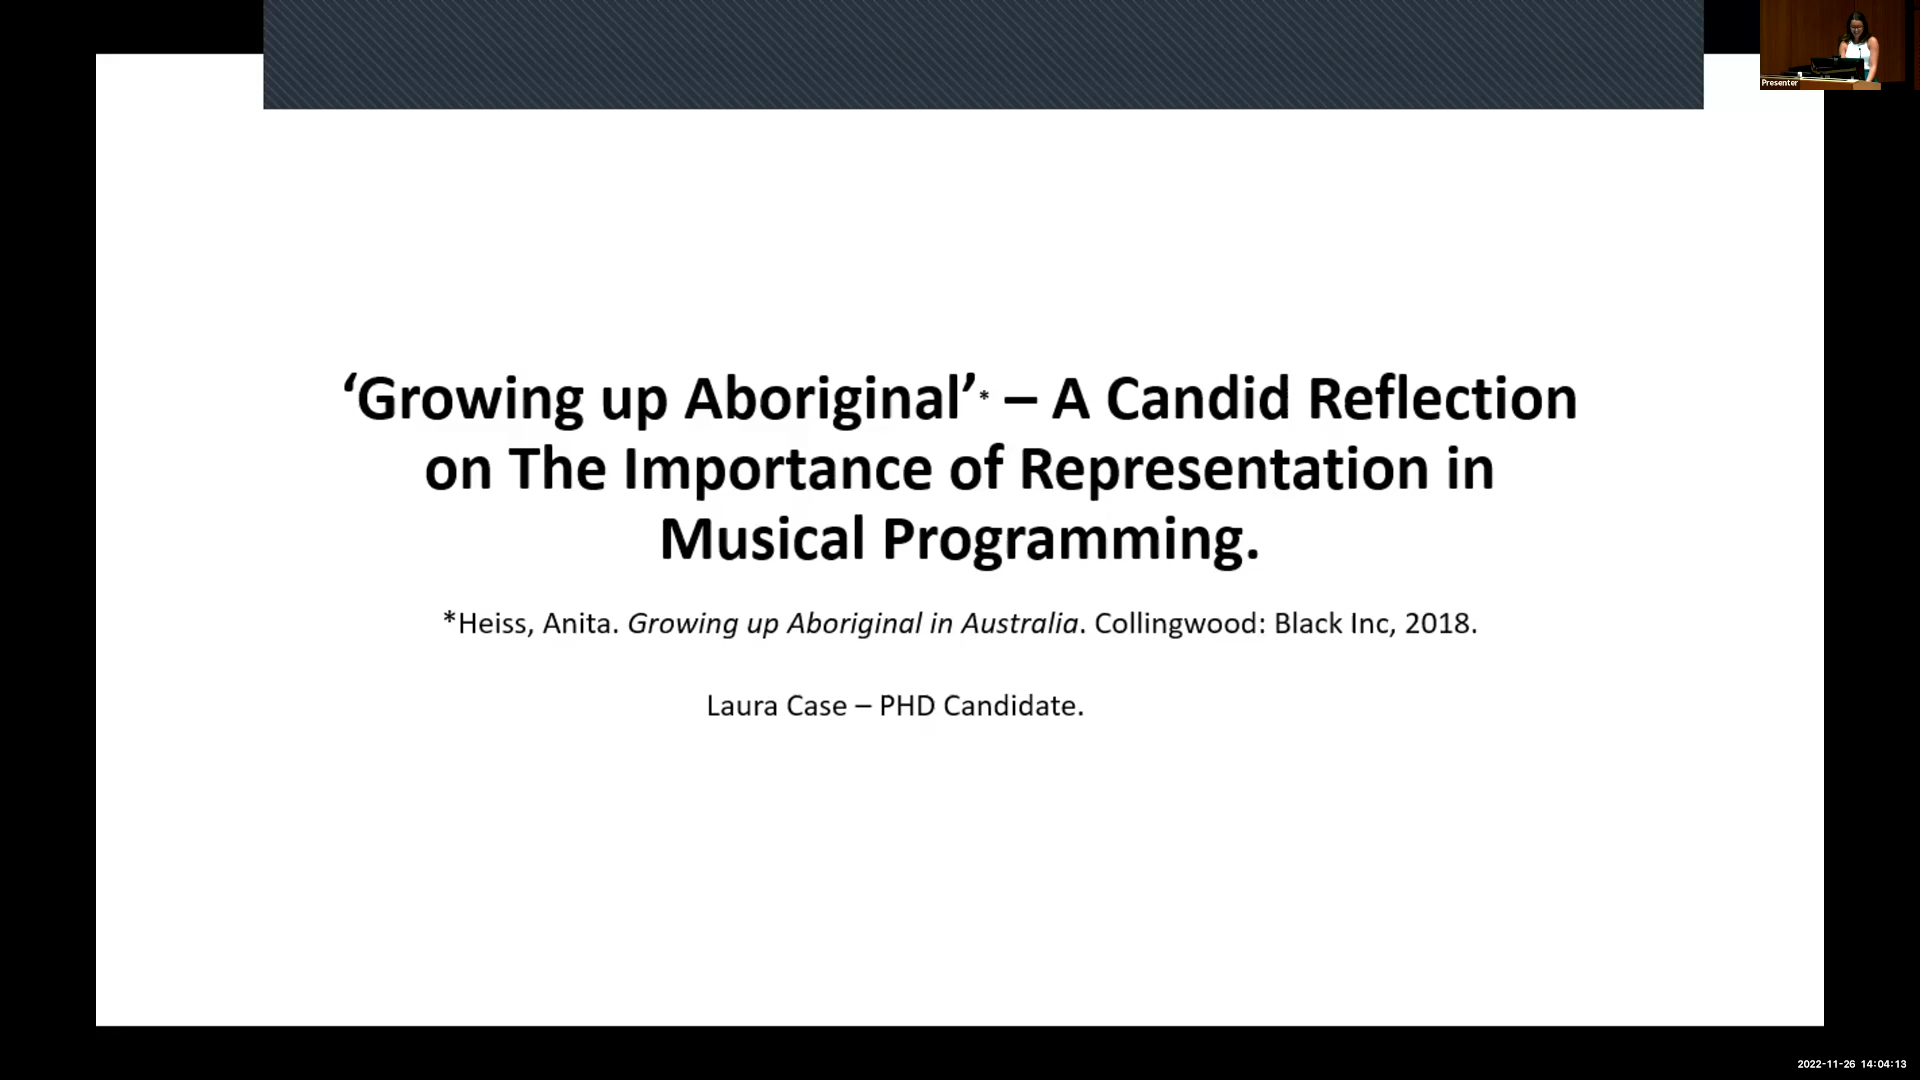 Presenter
‘Growing up Aboriginal’* – A Candid Reflection
on The Importance of Representation in
Musical Programming.
*Heiss, Anita. Growing up Aboriginal in Australia. Collingwood: Black Inc, 2018.
Laura Case – PHD Candidate.
2022-11-26 14:04:13